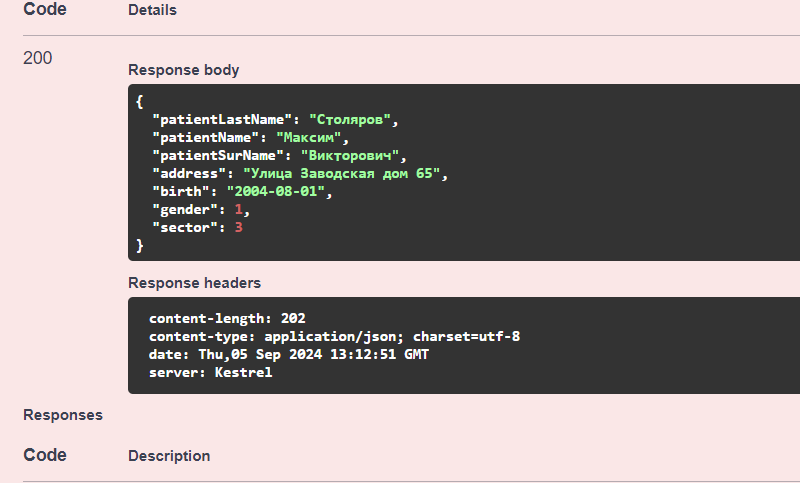 Code Details
200
Response body
{
"patientLastName": "Столяров",
"patientName": "Максим",
"patientSurName": "Викторович",
"address": "Улица Заводская дом 65",
"birth": "2004-08-01",
"gender": 1,
"sector": 3
}
Response headers
content-length: 202
content-type: application/json; charset=utf-8
date: Thu,05 Sep 2024 13:12:51 GMT
server: Kestrel
Responses
Code Description